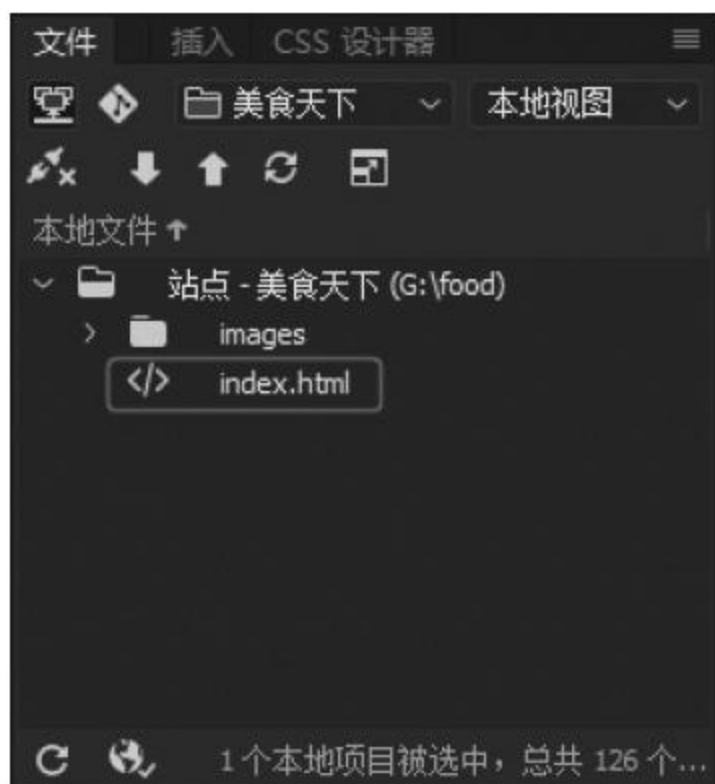 文件 插入 CSS 设计器
美食天下 本地视图
本地文件
站点 - 美食天下 (G:\food)
images
</> index.html
1个本地项目被选中，总共 126 个...